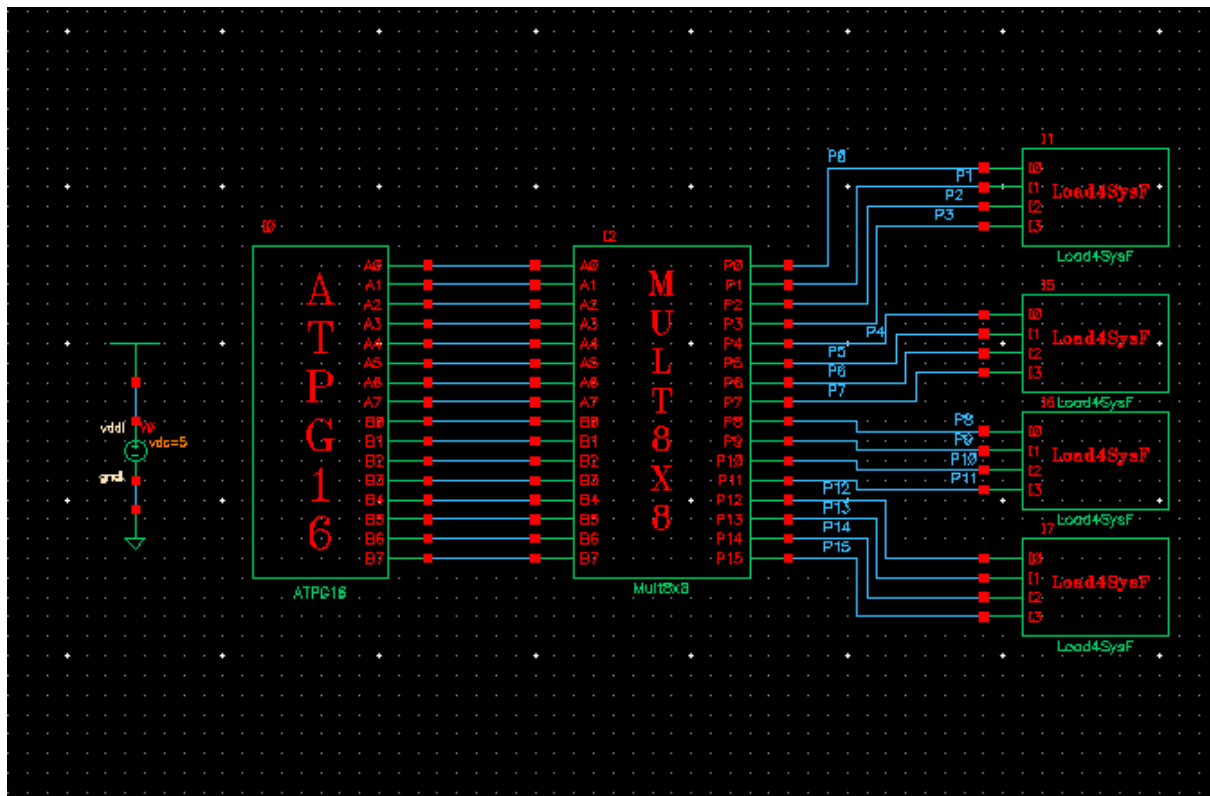 vdd!
V0
vdc=5
gnd!
I0
ATPG16
A0
A1
A2
A3
A4
A5
A6
A7
B0
B1
B2
B3
B4
B5
B6
B7
ATPG16
I2
A0
A1
A2
A3
A4
A5
A6
A7
B0
B1
B2
B3
B4
B5
B6
B7
MULT8X8
P0
P1
P2
P3
P4
P5
P6
P7
P8
P9
P10
P11
P12
P13
P14
P15
Mult8x8
P0
P1
P2
P3
P4
P5
P6
P7
P8
P9
P10
P11
P12
P13
P14
P15
I1
I0
I1
I2
I3
Load4SysF
Load4SysF
I5
I0
I1
I2
I3
Load4SysF
Load4SysF
I6
I0
I1
I2
I3
Load4SysF
Load4SysF
I7
I0
I1
I2
I3
Load4SysF
Load4SysF